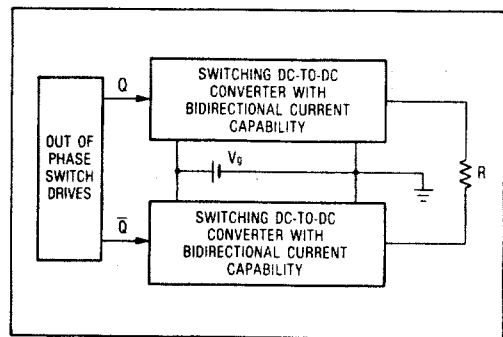 SWITCHING DC-TO-DC
CONVERTER WITH
BIDIRECTIONAL CURRENT
CAPABILITY
Q
OUT OF
PHASE
SWITCH
DRIVES
Vg
R
Q̅
SWITCHING DC-TO-DC
CONVERTER WITH
BIDIRECTIONAL CURRENT
CAPABILITY